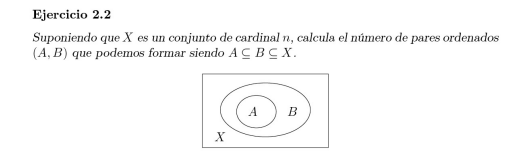 Ejercicio 2.2
Suponiendo que X es un conjunto de cardinal n, calcula el número de pares ordenados
(A, B) que podemos formar siendo A ⊆ B ⊆ X.
A B
X